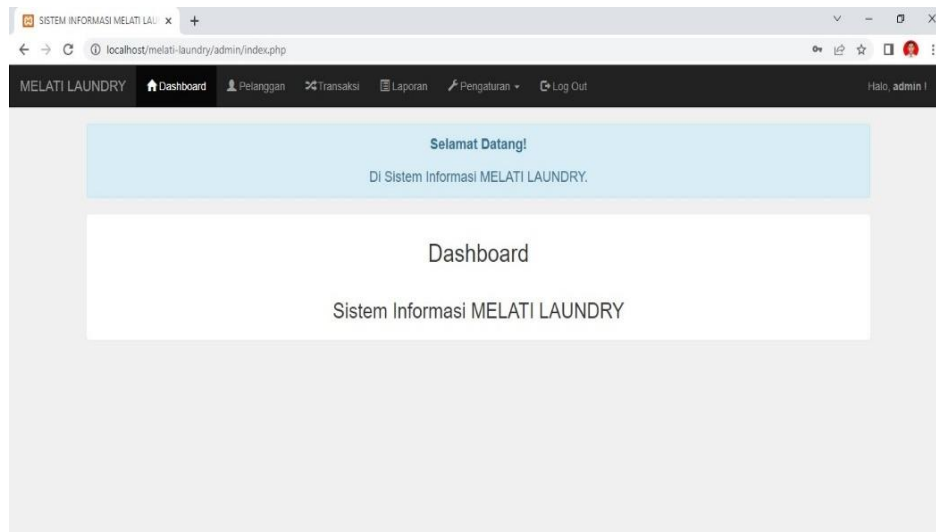 SISTEM INFORMASI MELATI LAU
localhost/melati-laundry/admin/index.php
MELATI LAUNDRY Dashboard Pelanggan Transaksi Laporan Pengaturan Log Out Halo, admin !
Selamat Datang!
Di Sistem Informasi MELATI LAUNDRY.
Dashboard
Sistem Informasi MELATI LAUNDRY